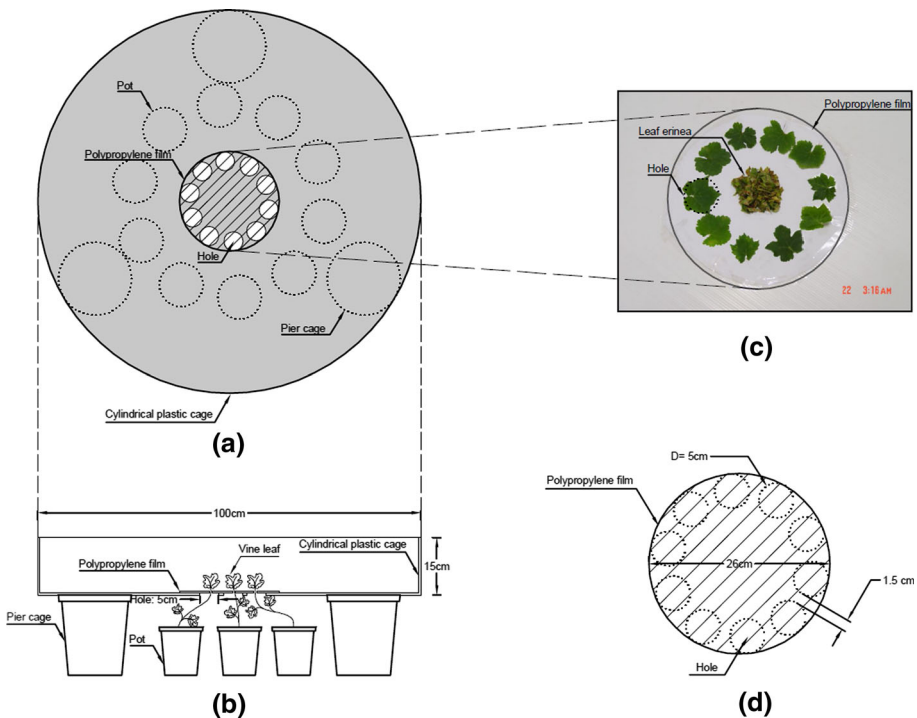 Pot
Polypropylene film
Hole
Pier cage
Cylindrical plastic cage
(a)
Polypropylene film
Leaf erinea
Hole
22 3:16 AM
(c)
100cm
Cylindrical plastic cage
Vine leaf
15cm
Polypropylene film
Hole: 5cm
Pier cage
Pot
(b)
D= 5cm
Polypropylene film
26cm
1.5 cm
Hole
(d)